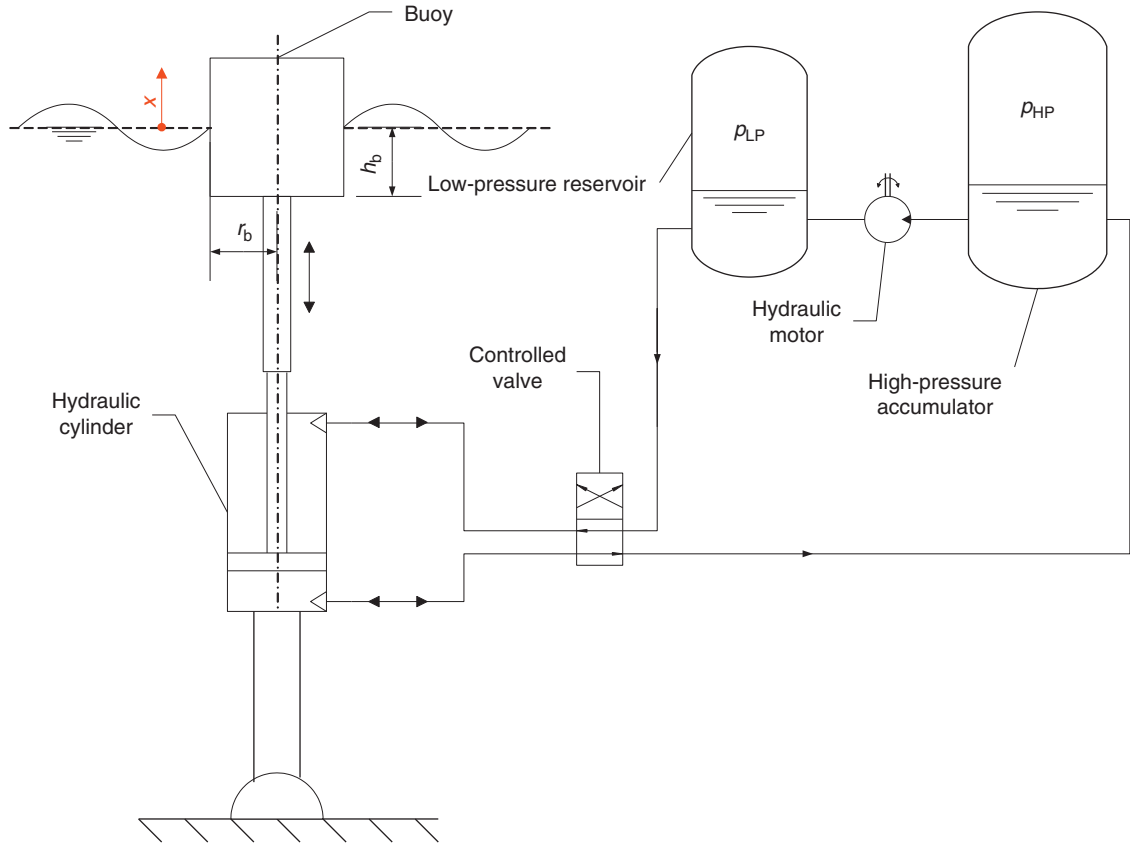 Buoy
x
h_b
r_b
p_LP
p_HP
Low-pressure reservoir
Hydraulic
motor
High-pressure
accumulator
Controlled
valve
Hydraulic
cylinder